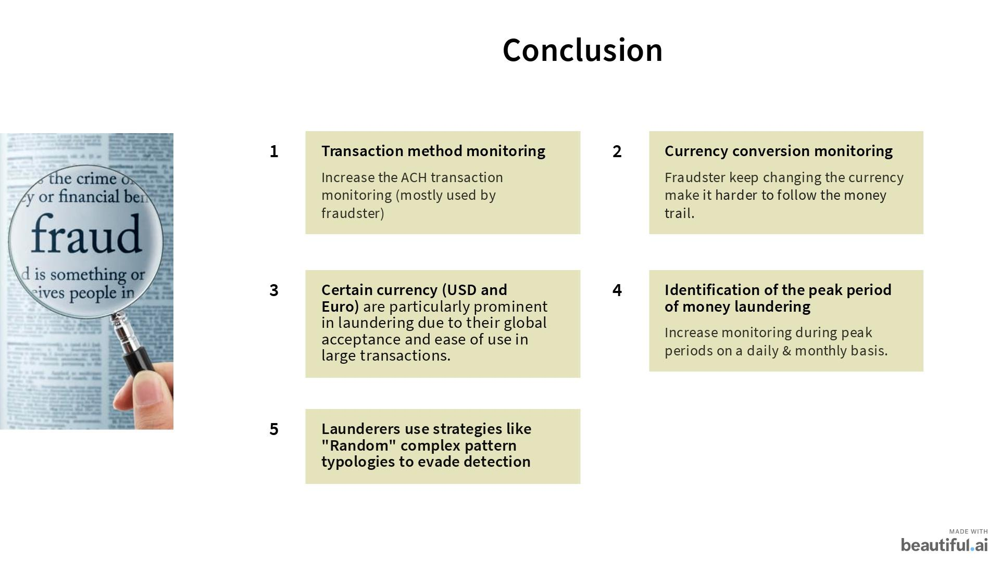 Conclusion
1
Transaction method monitoring
Increase the ACH transaction
monitoring (mostly used by
fraudster)
2
Currency conversion monitoring
Fraudster keep changing the currency
make it harder to follow the money
trail.
3
Certain currency (USD and
Euro) are particularly prominent
in laundering due to their global
acceptance and ease of use in
large transactions.
4
Identification of the peak period
of money laundering
Increase monitoring during peak
periods on a daily & monthly basis.
5
Launderers use strategies like
"Random" complex pattern
typologies to evade detection
the crime
or financial
fraud
is something or
people in
MADE WITH
beautiful.ai